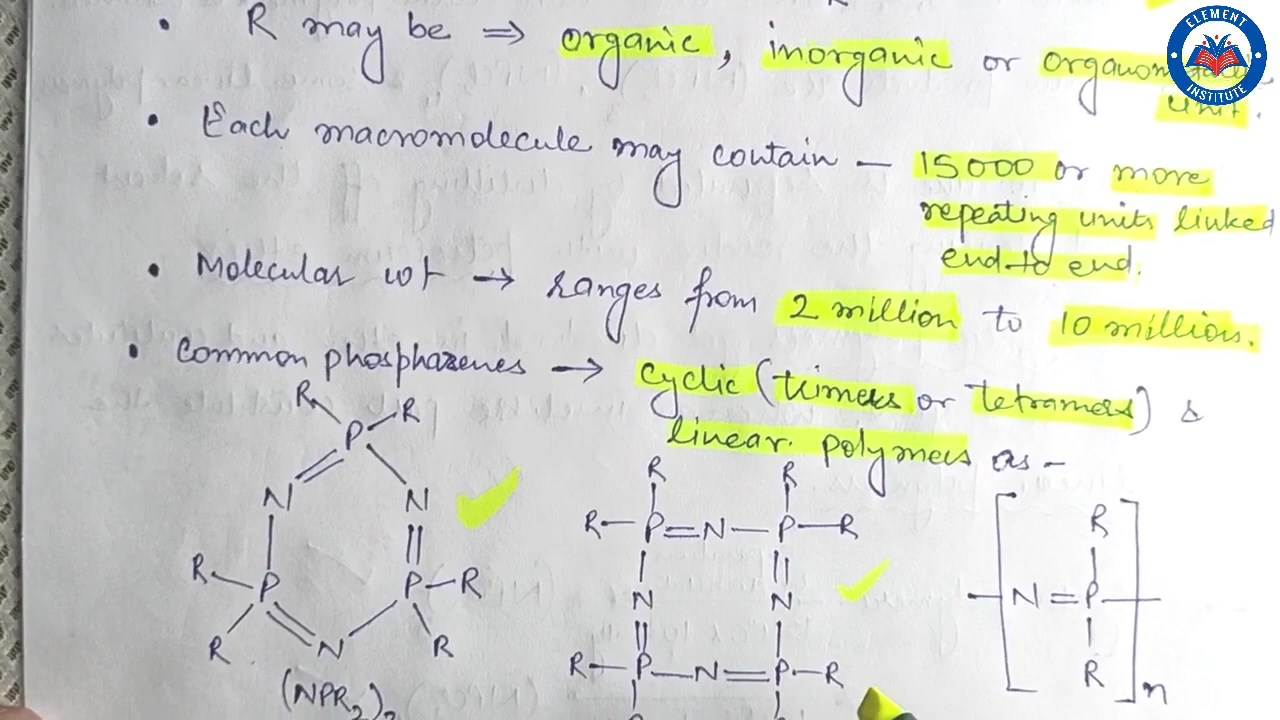 • R may be ⇒ organic, inorganic or
unit.
• Each macromolecule may contain – 15000 or more
repeating units linked
end to end.
• Molecular wt → ranges from 2 million to 10 million.
• Common phosphazenes → cyclic (trimers or tetramers) &
linear polymers as –
R R
P
N N
R P P R
R N R
(NPR₂)₃
R R
R–P=N–P–R
N N
R–P–N=P–R
R
–[N=P–]n
R
ELEMENT
INSTITUTE